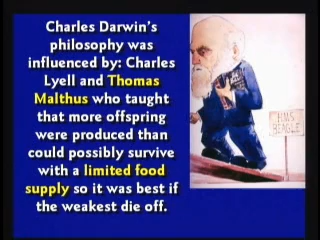 Charles Darwin's
philosophy was
influenced by: Charles
Lyell and Thomas
Malthus who taught
that more offspring
were produced than
could possibly survive
with a limited food
supply so it was best if
the weakest die off.
HMS
BEAGLE